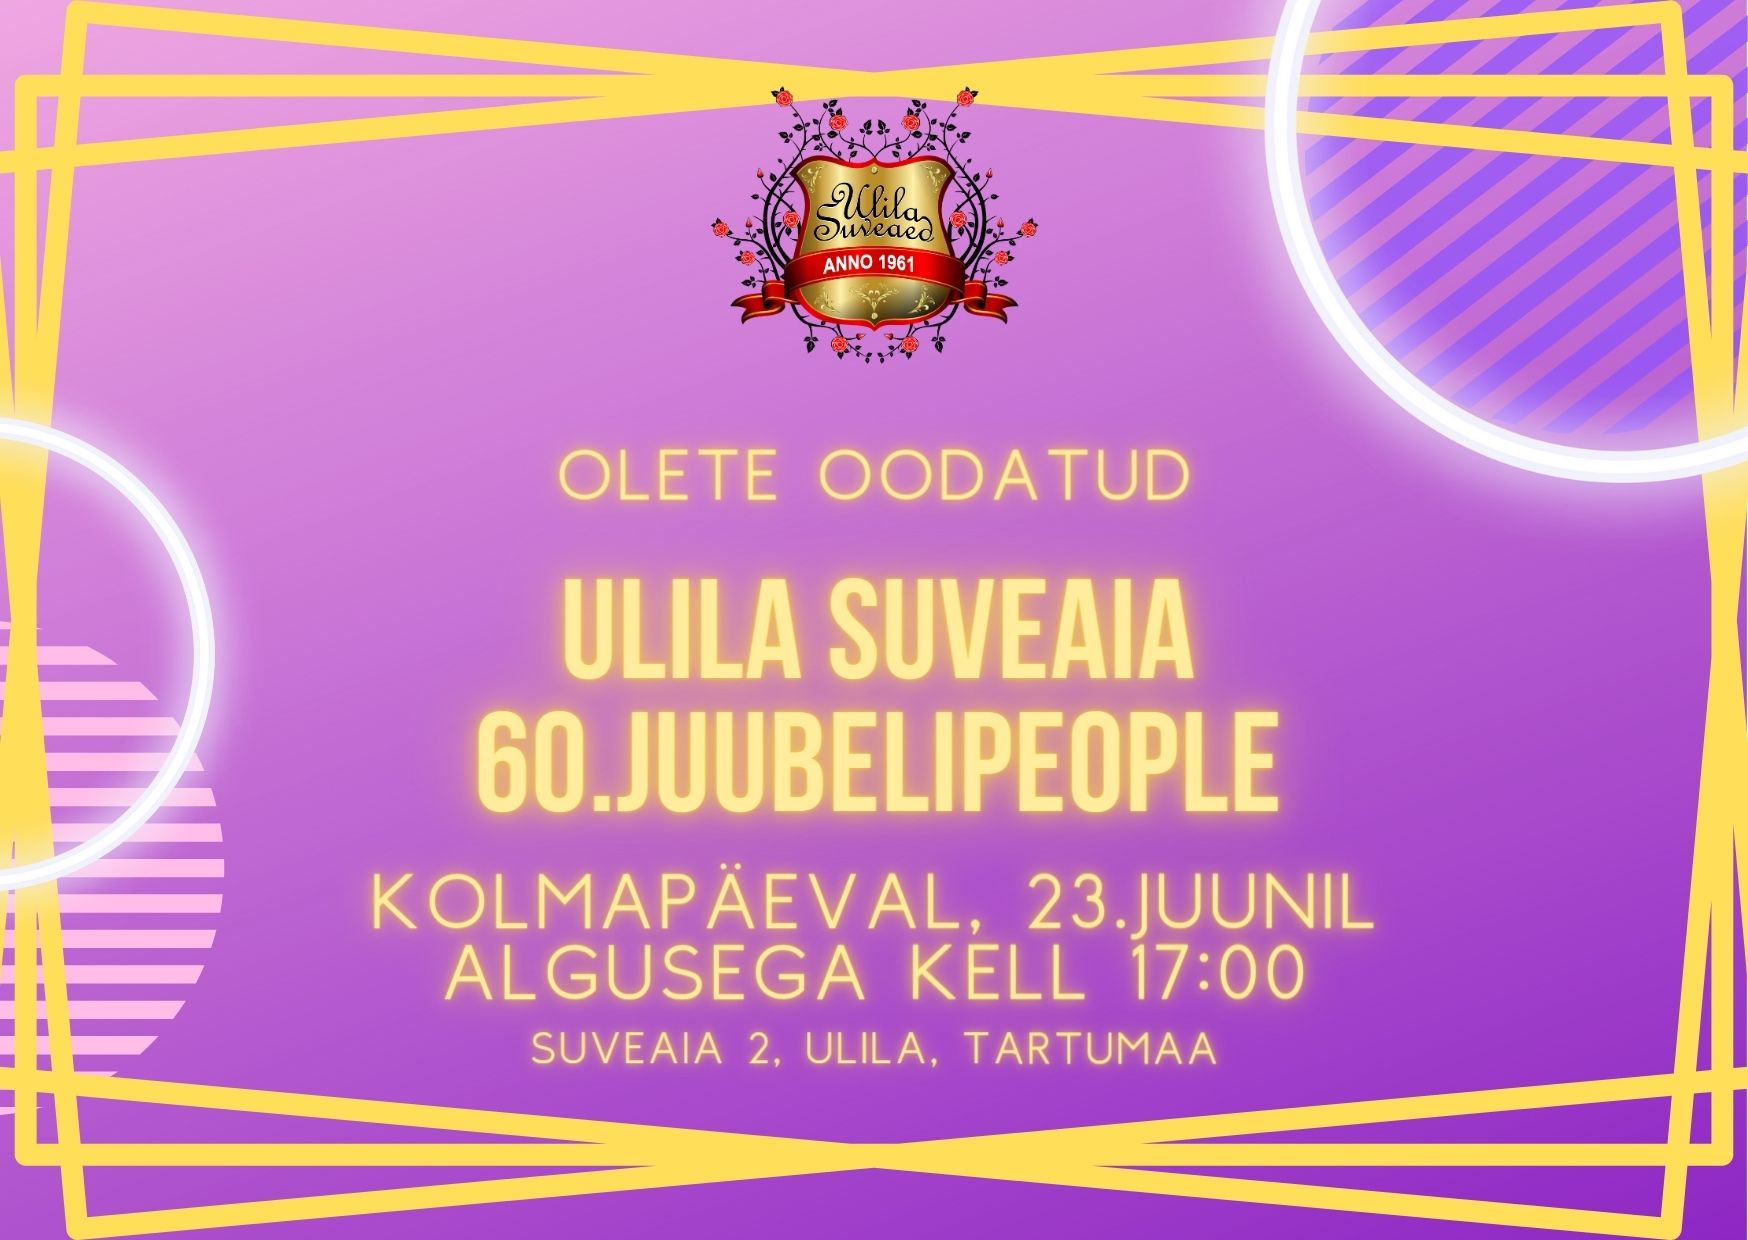 Ulila
Suveaed
ANNO 1961
OLETE OODATUD
ULILA SUVEAIA
60.JUUBELIPEOPLE
KOLMAPÄEVAL, 23.JUUNIL
ALGUSEGA KELL 17:00
SUVEAIA 2, ULILA, TARTUMAA